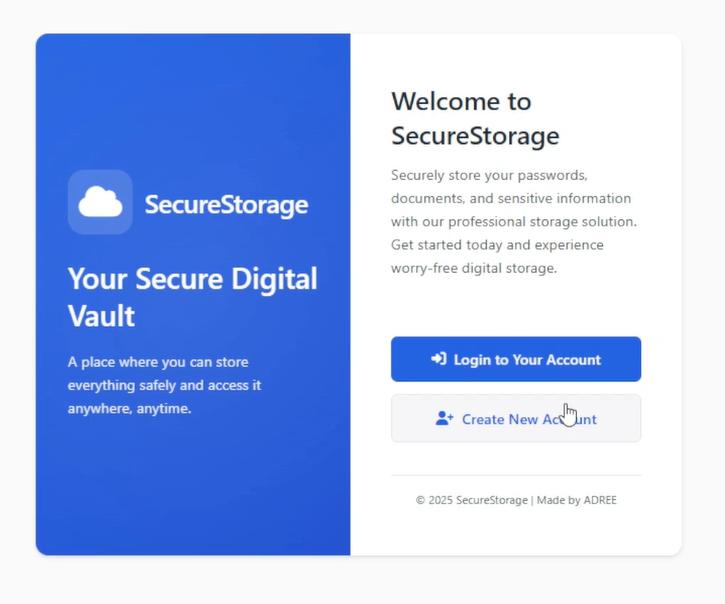 SecureStorage
Your Secure Digital
Vault
A place where you can store
everything safely and access it
anywhere, anytime.
Welcome to
SecureStorage
Securely store your passwords,
documents, and sensitive information
with our professional storage solution.
Get started today and experience
worry-free digital storage.
Login to Your Account
Create New Account
© 2025 SecureStorage | Made by ADREE